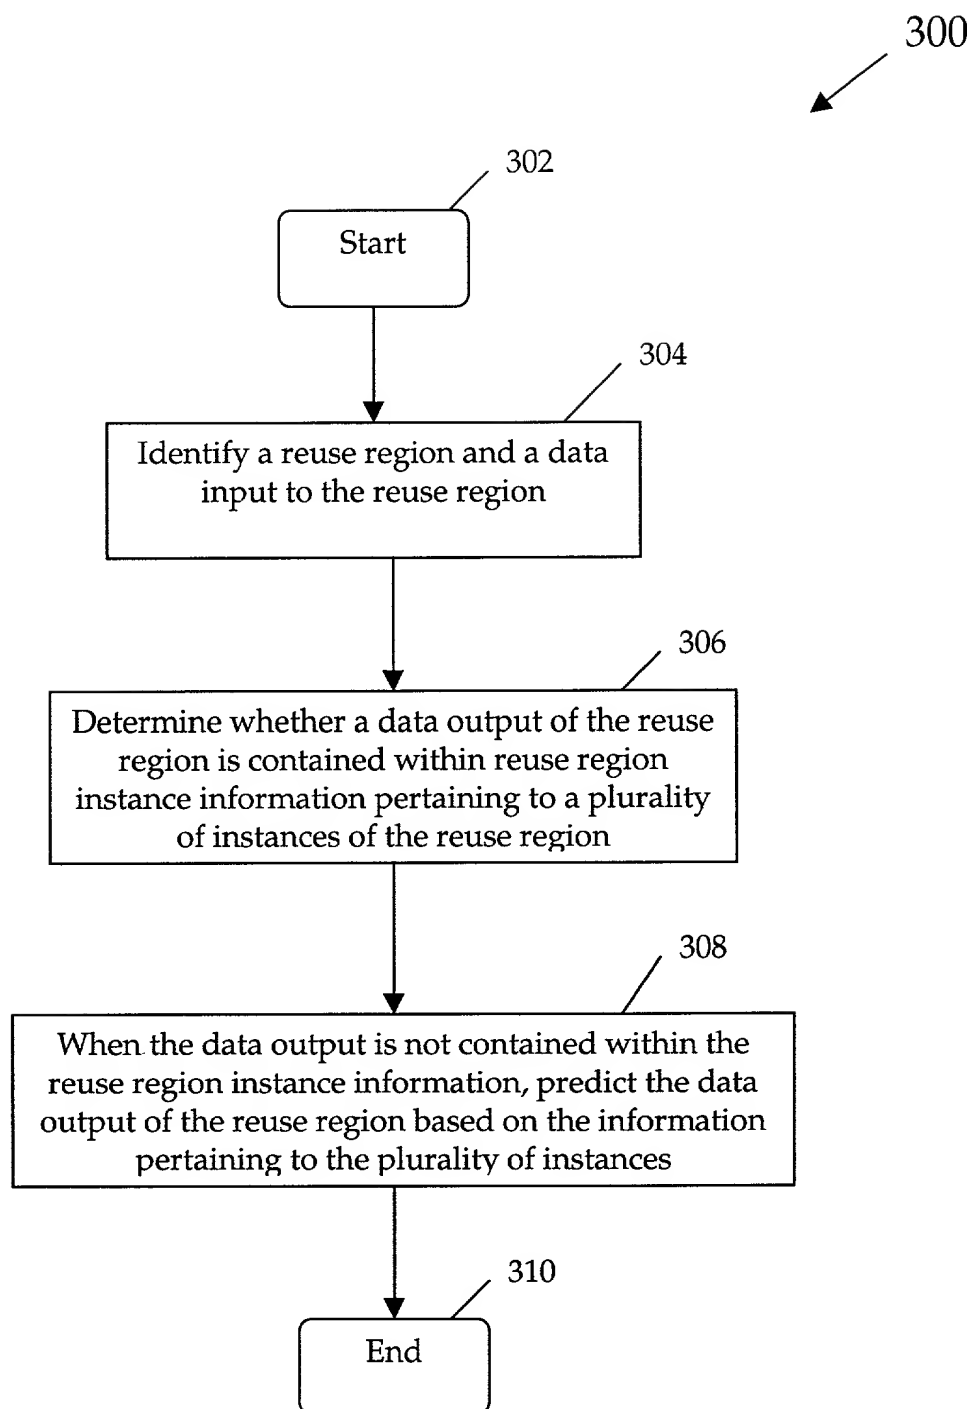 300
302
Start
304
Identify a reuse region and a data
input to the reuse region
306
Determine whether a data output of the reuse
region is contained within reuse region
instance information pertaining to a plurality
of instances of the reuse region
308
When the data output is not contained within the
reuse region instance information, predict the data
output of the reuse region based on the information
pertaining to the plurality of instances
310
End